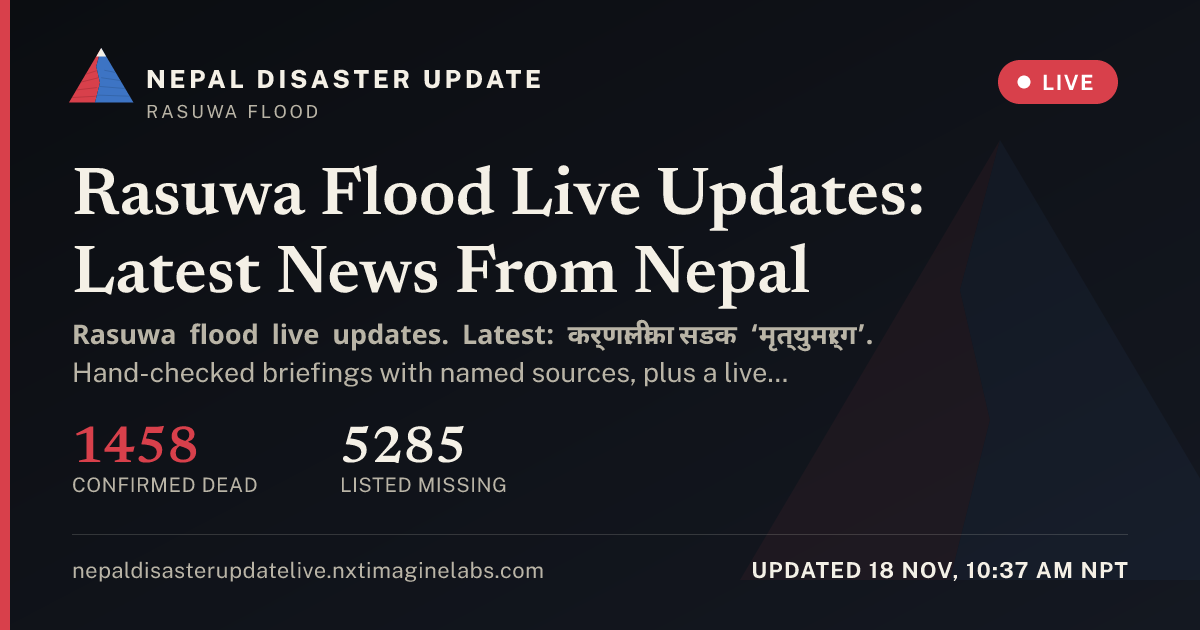 NEPAL DISASTER UPDATE
RASUWA FLOOD
LIVE
Rasuwa Flood Live Updates:
Latest News From Nepal
Rasuwa flood live updates. Latest: कर्णालीका सडक ‘मृत्युमार्ग’.
Hand-checked briefings with named sources, plus a live...
1458
CONFIRMED DEAD
5285
LISTED MISSING
nepaldisasterupdatelive.nxtimaginelabs.com
UPDATED 18 NOV, 10:37 AM NPT